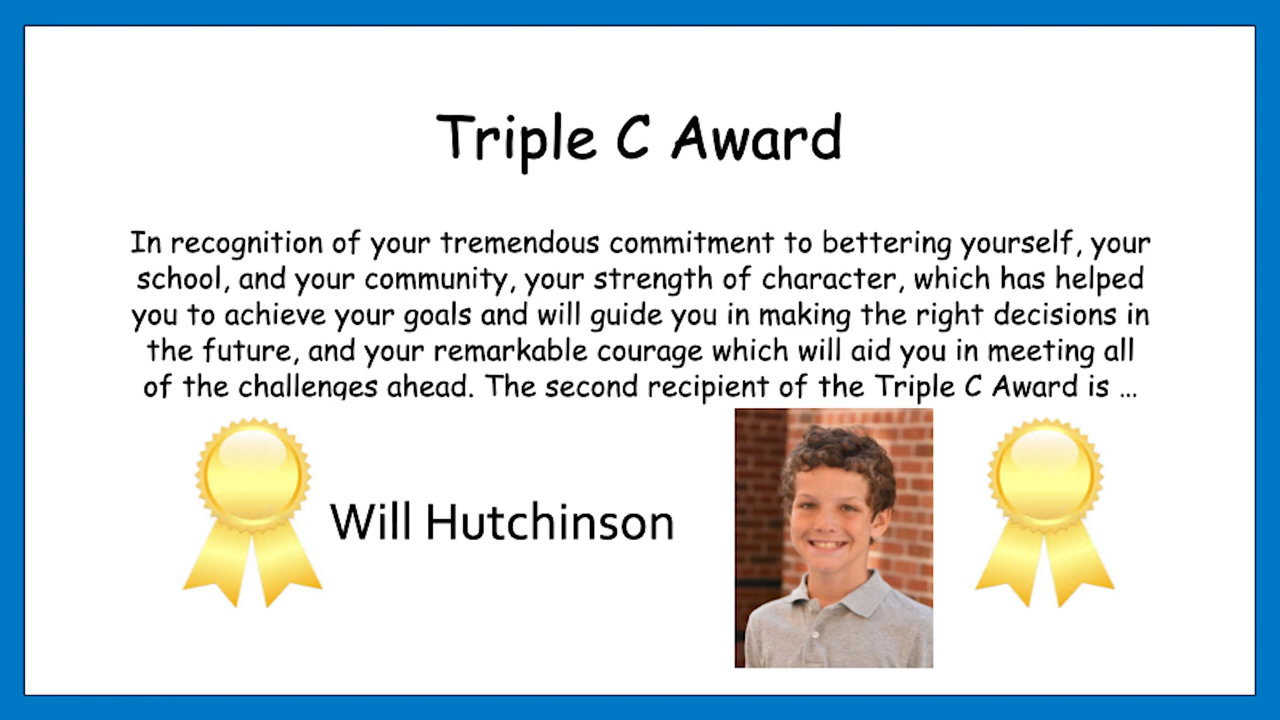 Triple C Award
In recognition of your tremendous commitment to bettering yourself, your
school, and your community, your strength of character, which has helped
you to achieve your goals and will guide you in making the right decisions in
the future, and your remarkable courage which will aid you in meeting all
of the challenges ahead. The second recipient of the Triple C Award is ...
Will Hutchinson